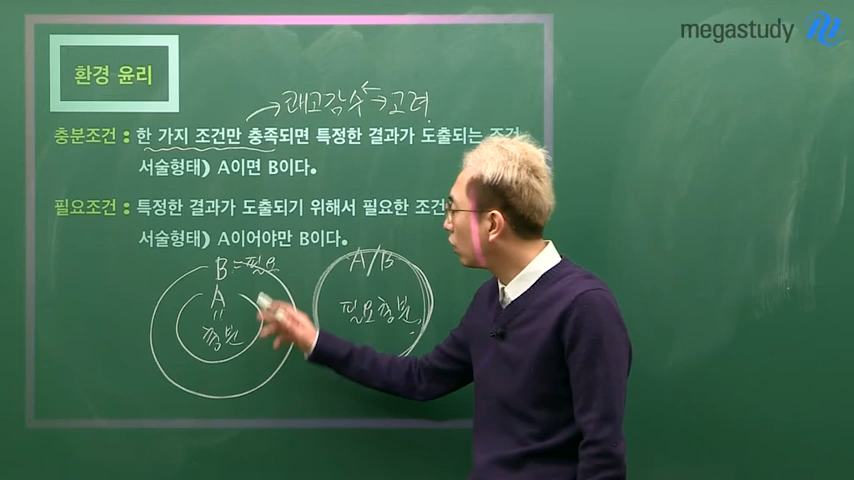 megastudy
환경 윤리
쾌고감수 → 고려
충분조건 : 한 가지 조건만 충족되면 특정한 결과가 도출되는 조건
서술형태) A이면 B이다.
필요조건 : 특정한 결과가 도출되기 위해서 필요한 조건
서술형태) A이어야만 B이다.
B = 필요
A
=
충분
A/B
필요충분